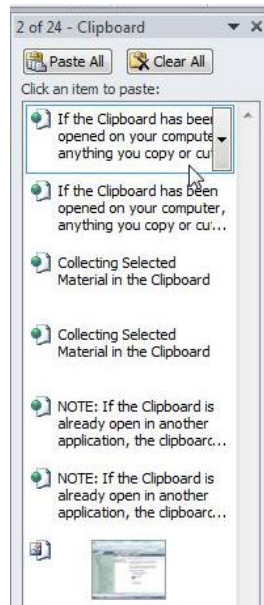 2 of 24 - Clipboard
Paste All Clear All
Click an item to paste:
If the Clipboard has been
opened on your compute
anything you copy or cu
If the Clipboard has been
opened on your computer,
anything you copy or cu...
Collecting Selected
Material in the Clipboard
Collecting Selected
Material in the Clipboard
NOTE: If the Clipboard is
already open in another
application, the clipboarc...
NOTE: If the Clipboard is
already open in another
application, the clipboarc...